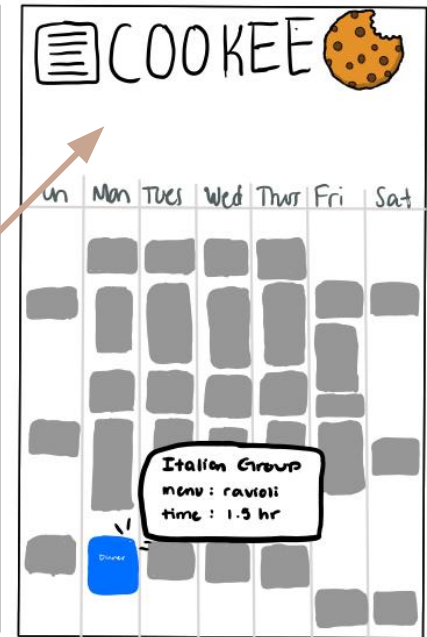 COOKEE
un Mon Tues Wed Thur Fri Sat
Italian Group
menu : ravioli
time : 1.5 hr
Dinner